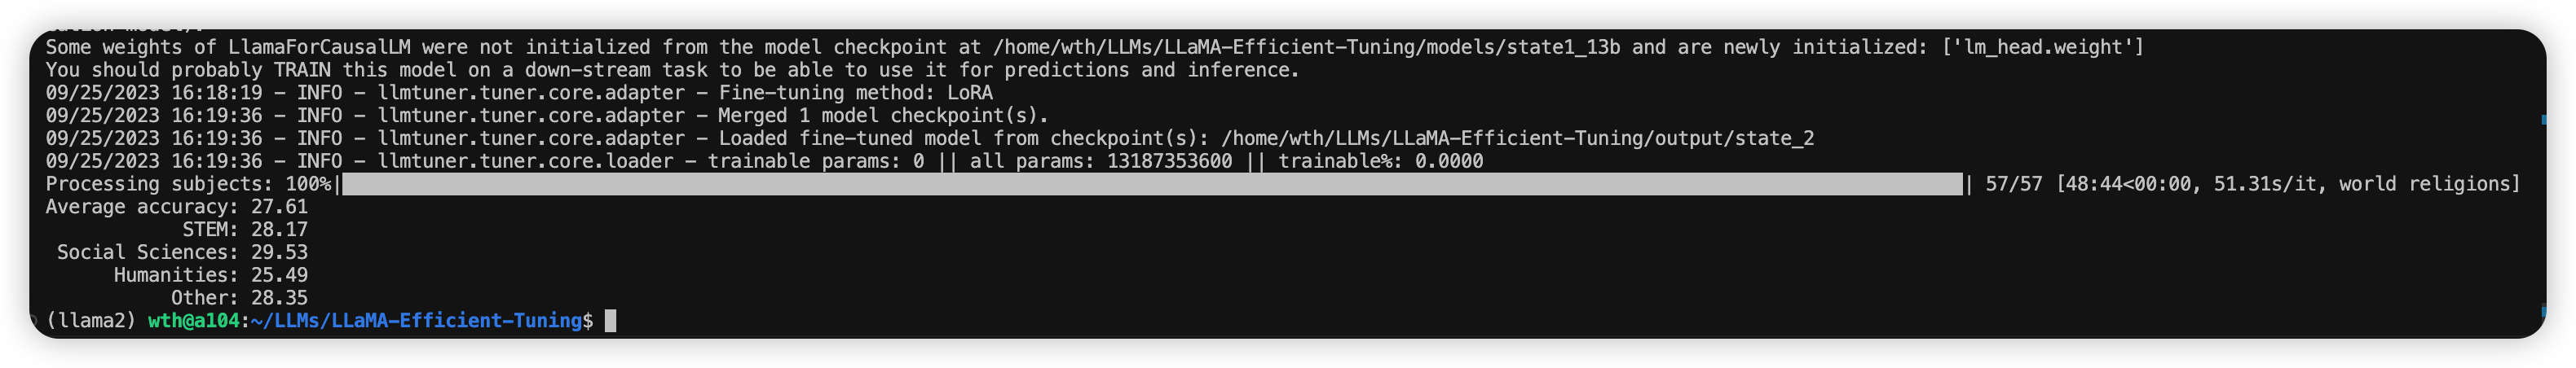 Some weights of LlamaForCausalLM were not initialized from the model checkpoint at /home/wth/LLMs/LLaMA-Efficient-Tuning/models/state1_13b and are newly initialized: ['lm_head.weight']
You should probably TRAIN this model on a down-stream task to be able to use it for predictions and inference.
09/25/2023 16:18:19 - INFO - llmtuner.tuner.core.adapter - Fine-tuning method: LoRA
09/25/2023 16:19:36 - INFO - llmtuner.tuner.core.adapter - Merged 1 model checkpoint(s).
09/25/2023 16:19:36 - INFO - llmtuner.tuner.core.adapter - Loaded fine-tuned model from checkpoint(s): /home/wth/LLMs/LLaMA-Efficient-Tuning/output/state_2
09/25/2023 16:19:36 - INFO - llmtuner.tuner.core.loader - trainable params: 0 || all params: 13187353600 || trainable%: 0.0000
Processing subjects: 100%|| 57/57 [48:44<00:00, 51.31s/it, world religions]
Average accuracy: 27.61
STEM: 28.17
Social Sciences: 29.53
Humanities: 25.49
Other: 28.35
(llama2) wth@a104:~/LLMs/LLaMA-Efficient-Tuning$